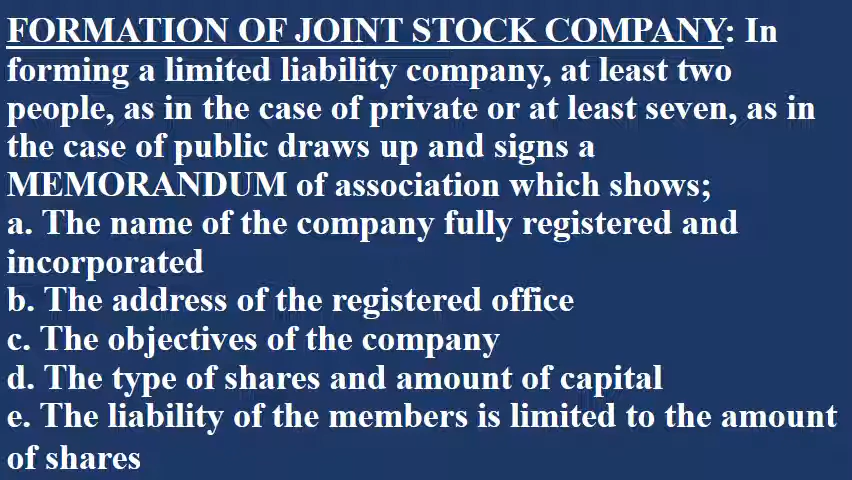 FORMATION OF JOINT STOCK COMPANY: In
forming a limited liability company, at least two
people, as in the case of private or at least seven, as in
the case of public draws up and signs a
MEMORANDUM of association which shows;
a. The name of the company fully registered and
incorporated
b. The address of the registered office
c. The objectives of the company
d. The type of shares and amount of capital
e. The liability of the members is limited to the amount
of shares